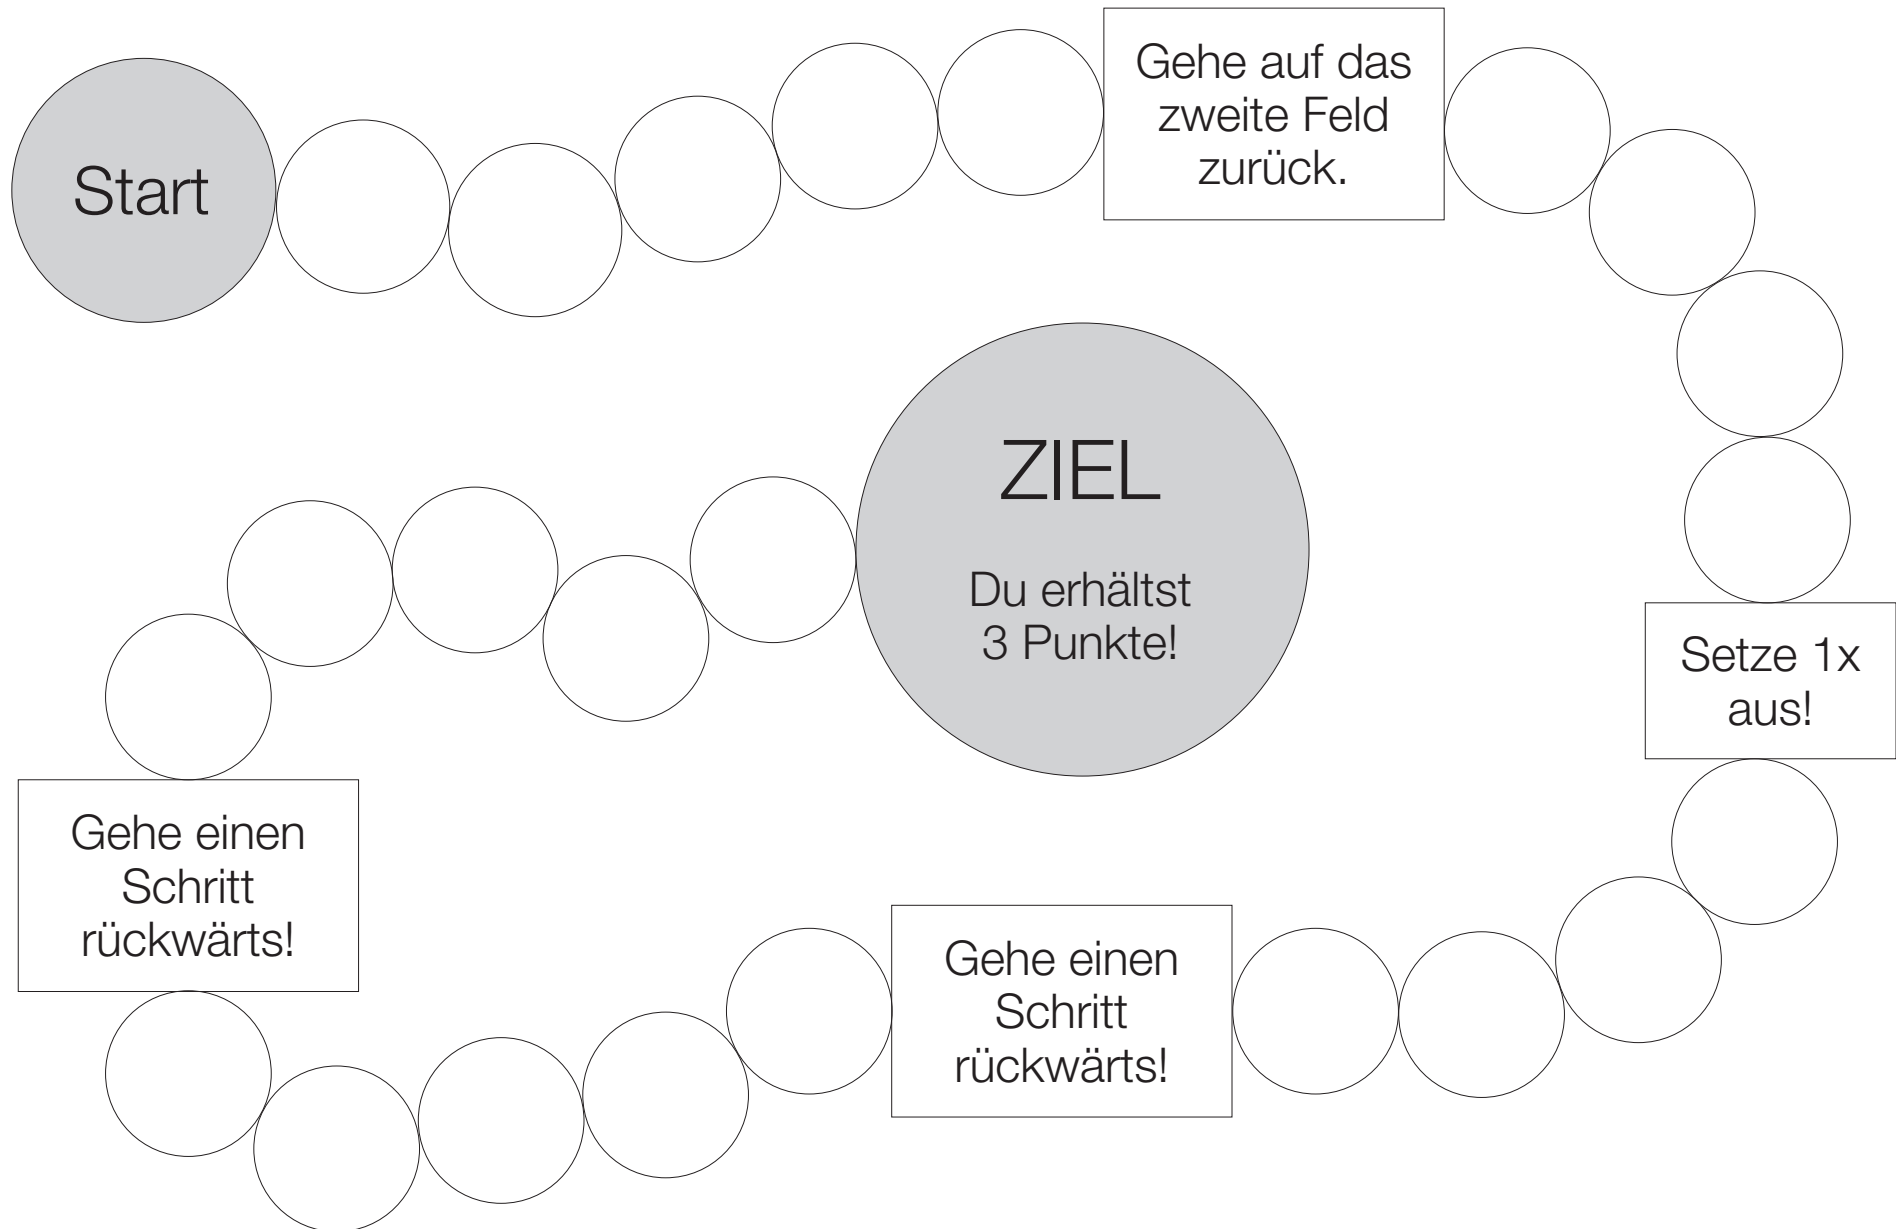 Start
Gehe auf das
zweite Feld
zurück.
Setze 1x
aus!
Gehe einen
Schritt
rückwärts!
Gehe einen
Schritt
rückwärts!
ZIEL
Du erhältst
3 Punkte!